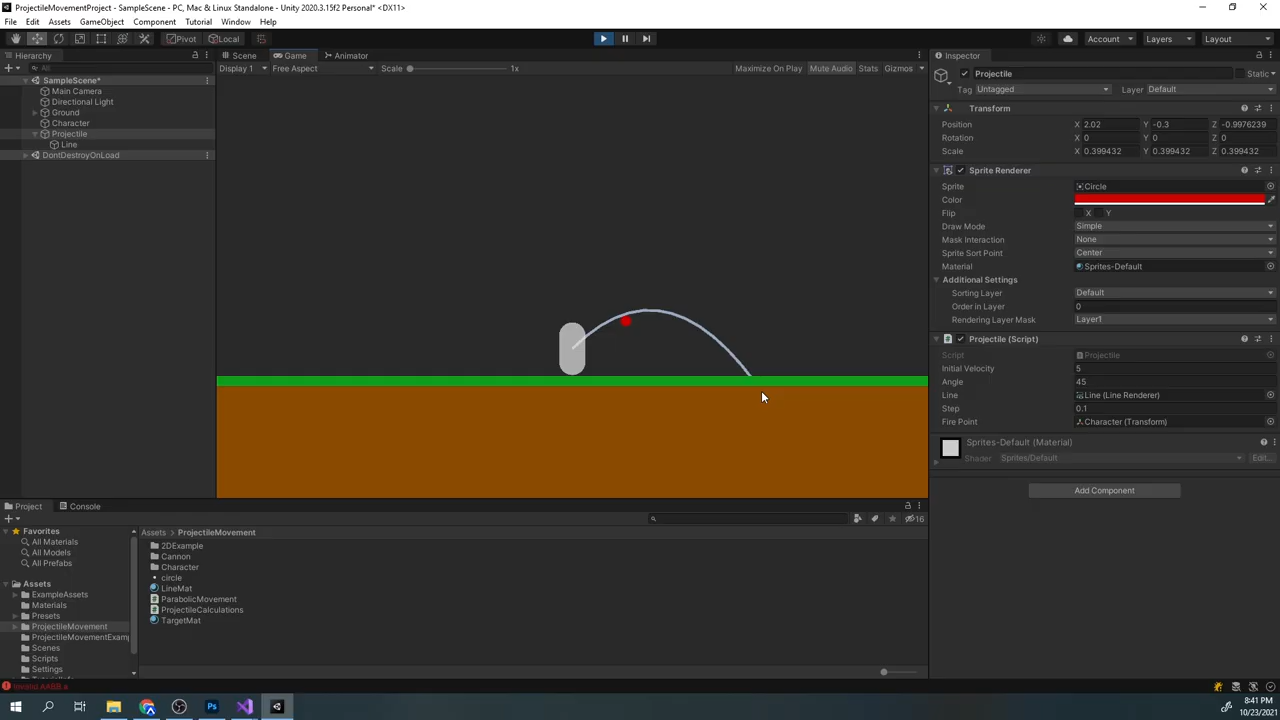 ProjectileMovementProject - SampleScene - PC, Mac & Linux Standalone - Unity 2020.3.15f2 Personal* <DX11>
File Edit Assets GameObject Component Tutorial Window Help
Pivot Local Account Layers Layout
Hierarchy
All
SampleScene*
Main Camera
Directional Light
Ground
Character
Projectile
Line
DontDestroyOnLoad
Scene Game Animator
Display 1 Free Aspect Scale 1x Maximize On Play Mute Audio Stats Gizmos
Inspector
Projectile Static
Tag Untagged Layer Default
Transform
Position X 2.02 Y -0.3 Z -0.9976239
Rotation X 0 Y 0 Z 0
Scale X 0.399432 Y 0.399432 Z 0.399432
Sprite Renderer
Sprite Circle
Color
Flip X Y
Draw Mode Simple
Mask Interaction None
Sprite Sort Point Center
Material Sprites-Default
Additional Settings
Sorting Layer Default
Order in Layer 0
Rendering Layer Mask Layer1
Projectile (Script)
Script Projectile
Initial Velocity 5
Angle 45
Line Line (Line Renderer)
Step 0.1
Fire Point Character (Transform)
Sprites-Default (Material)
Shader Sprites/Default Edit...
Add Component
Project Console
16
Favorites
All Materials
All Models
All Prefabs
Assets
ExampleAssets
Materials
Presets
ProjectileMovement
ProjectileMovementExam
Scenes
Scripts
Settings
Assets > ProjectileMovement
2DExample
Cannon
Character
circle
LineMat
ParabolicMovement
ProjectileCalculations
TargetMat
Invalid AABB a
8:41 PM
10/23/2021